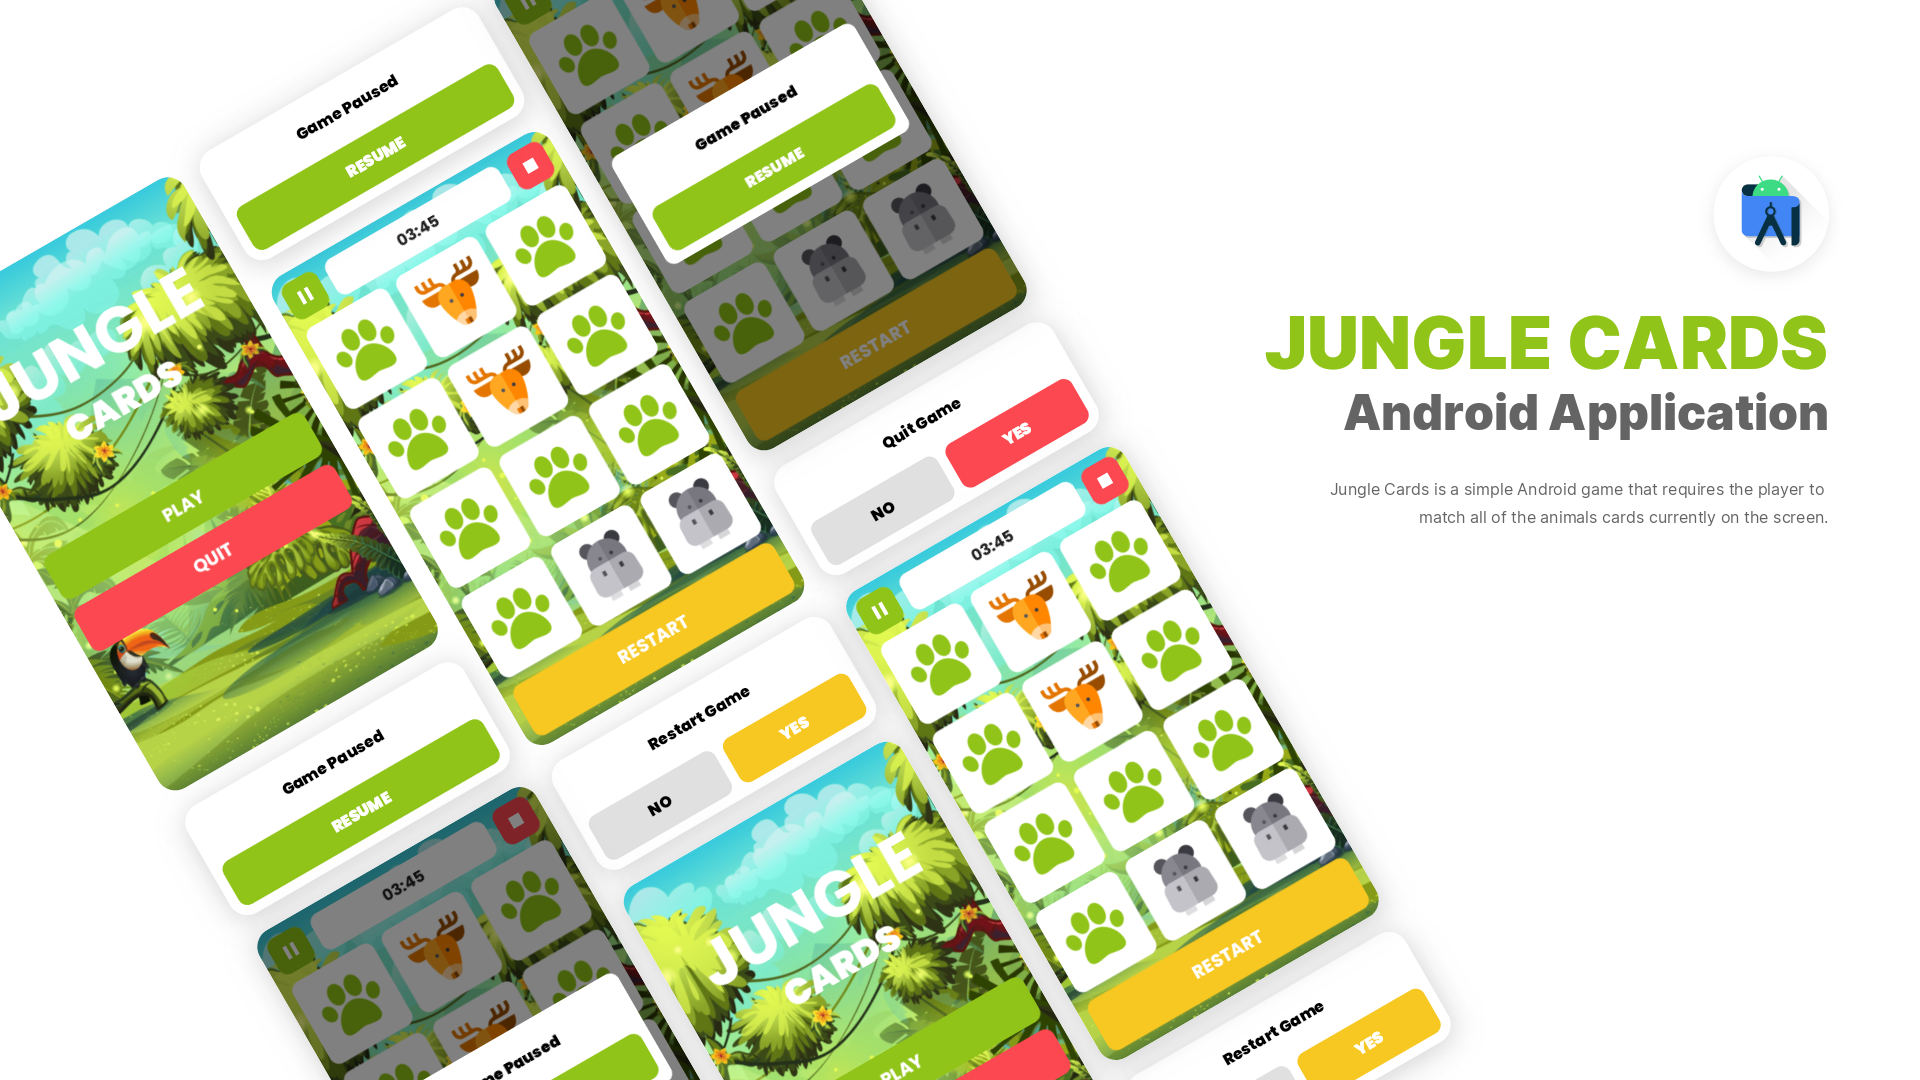 Game Paused
RESUME
JUNGLE
CARDS
PLAY
QUIT
03:45
RESTART
Game Paused
RESUME
RESTART
Quit Game
NO
YES
Game Paused
RESUME
Restart Game
NO
YES
03:45
RESTART
03:45
Paused
JUNGLE
CARDS
PLAY
Restart Game
YES
JUNGLE CARDS
Android Application
Jungle Cards is a simple Android game that requires the player to
match all of the animals cards currently on the screen.